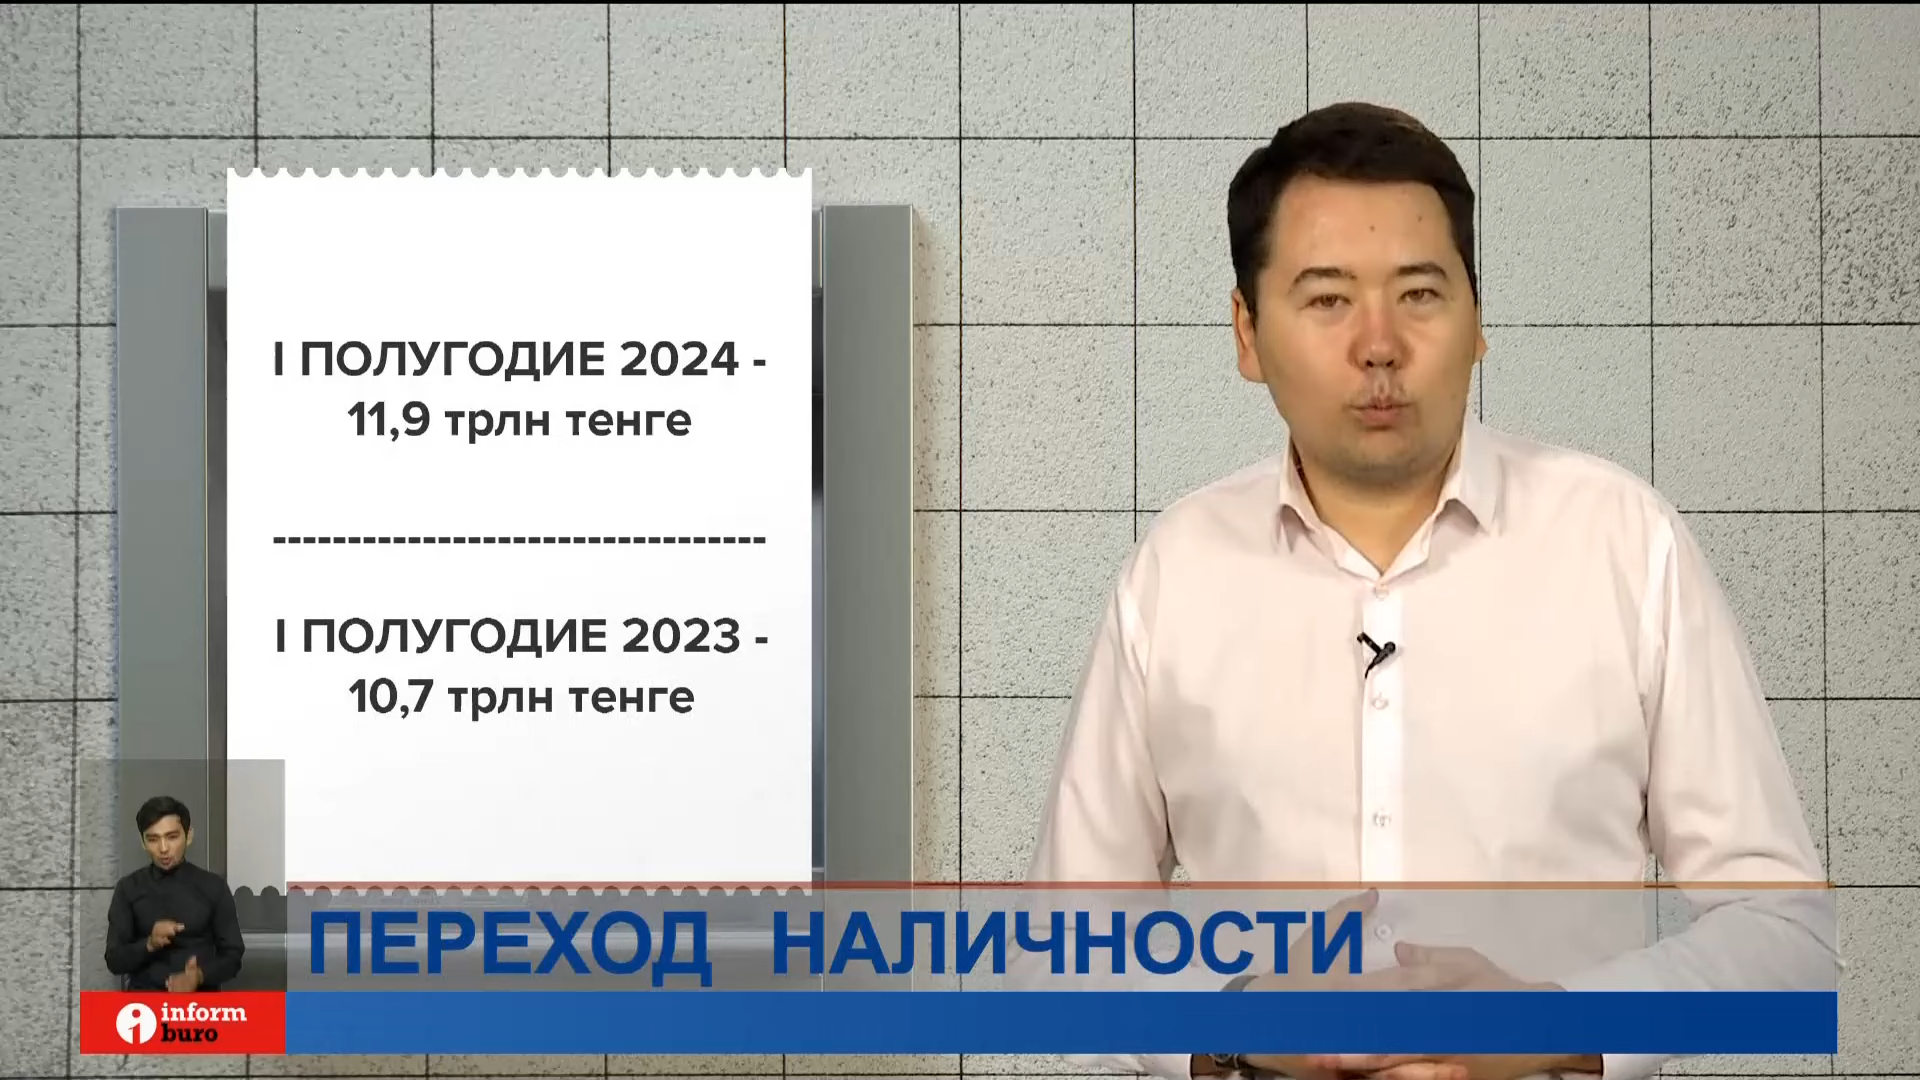 I ПОЛУГОДИЕ 2024 -
11,9 трлн тенге
---------------------------------
I ПОЛУГОДИЕ 2023 -
10,7 трлн тенге
ПЕРЕХОД НАЛИЧНОСТИ
inform
buro